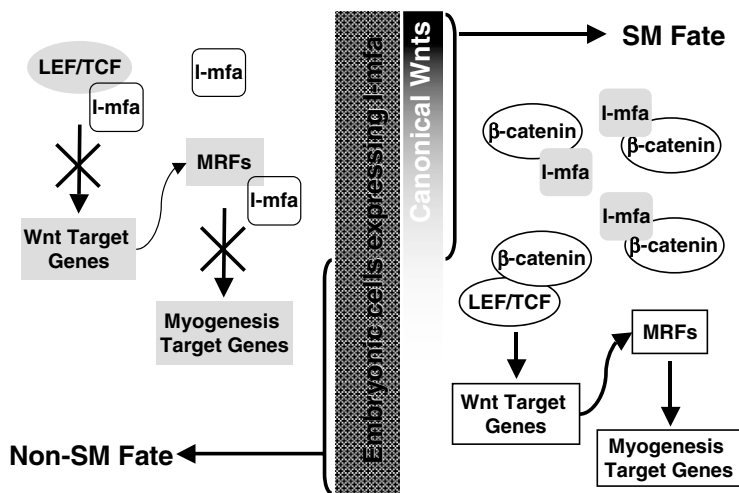 LEF/TCF
I-mfa
I-mfa
MRFs
I-mfa
Wnt Target
Genes
Myogenesis
Target Genes
Non-SM Fate
Embryonic cells expressing I-mfa
Canonical Wnts
SM Fate
β-catenin
I-mfa
I-mfa
β-catenin
I-mfa
β-catenin
β-catenin
LEF/TCF
MRFs
Wnt Target
Genes
Myogenesis
Target Genes